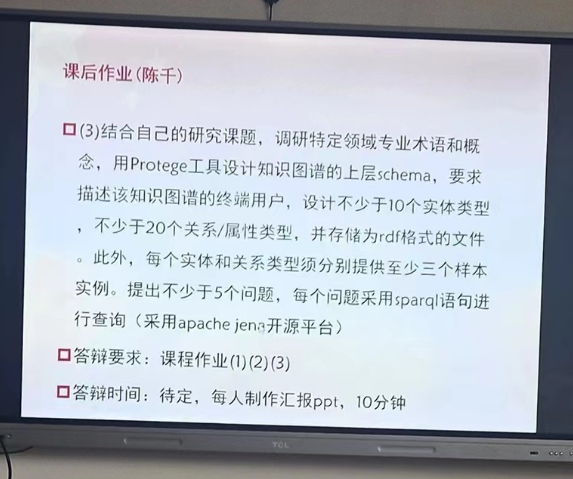 课后作业(陈千)
(3)结合自己的研究课题，调研特定领域专业术语和概
念，用Protege工具设计知识图谱的上层schema，要求
描述该知识图谱的终端用户，设计不少于10个实体类型
，不少于20个关系/属性类型，并存储为rdf格式的文件
。此外，每个实体和关系类型须分别提供至少三个样本
实例。提出不少于5个问题，每个问题采用sparql语句进
行查询（采用apache jena开源平台）
答辩要求：课程作业(1)(2)(3)
答辩时间：待定，每人制作汇报ppt，10分钟
TCL